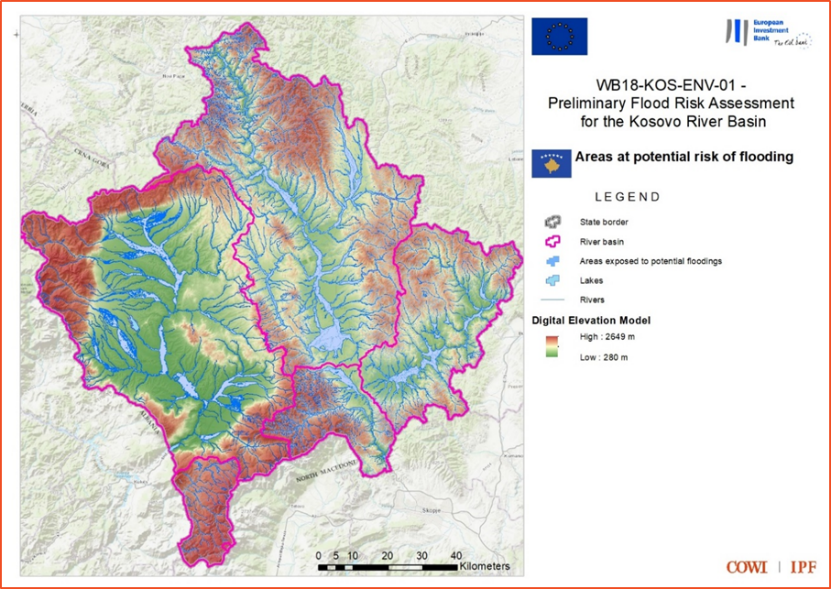 European
Investment
Bank
The EU bank
WB18-KOS-ENV-01 -
Preliminary Flood Risk Assessment
for the Kosovo River Basin
Areas at potential risk of flooding
LEGEND
State border
River basin
Areas exposed to potential floodings
Lakes
Rivers
Digital Elevation Model
High : 2649 m
Low : 280 m
CRNA GORA
NORTH MACEDONIA
Skopje
0 5 10 20 30 40
Kilometers
COWI | IPF